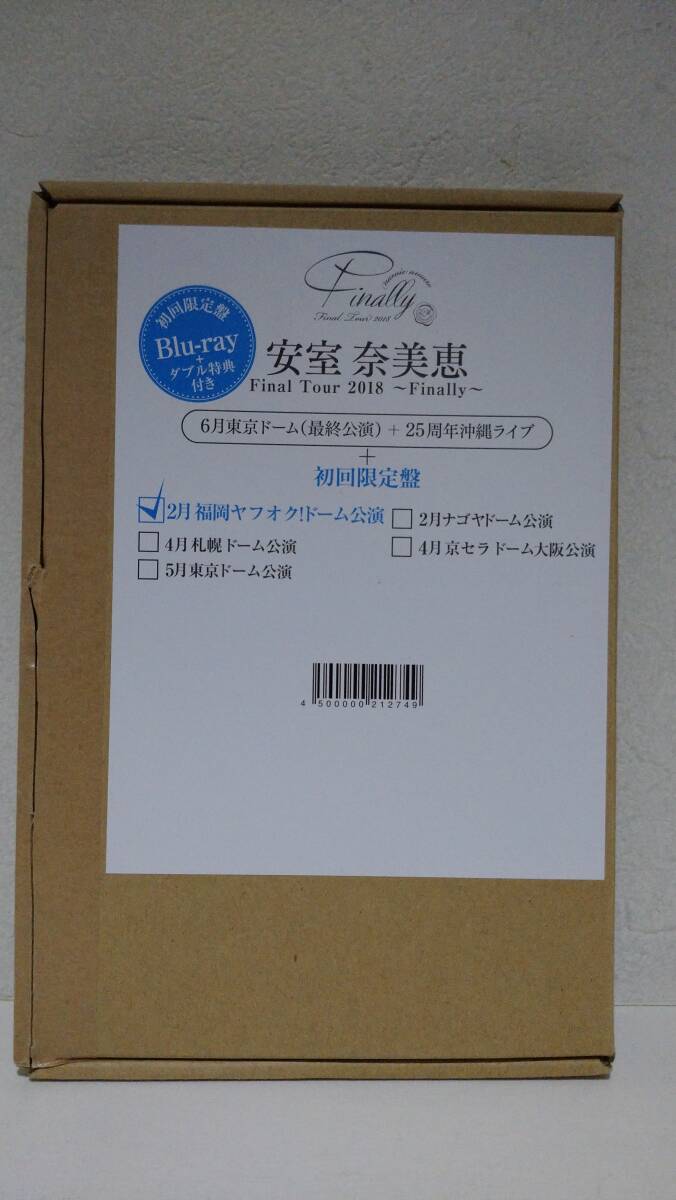 namie amuro
Finally
Final Tour 2018
初回限定盤
Blu-ray
+
ダブル特典
付き
安室 奈美恵
Final Tour 2018 ～Finally～
6月東京ドーム(最終公演) + 25周年沖縄ライブ
+
初回限定盤
2月福岡ヤフオク!ドーム公演
2月ナゴヤドーム公演
4月札幌ドーム公演
4月京セラドーム大阪公演
5月東京ドーム公演
4 500000 212749